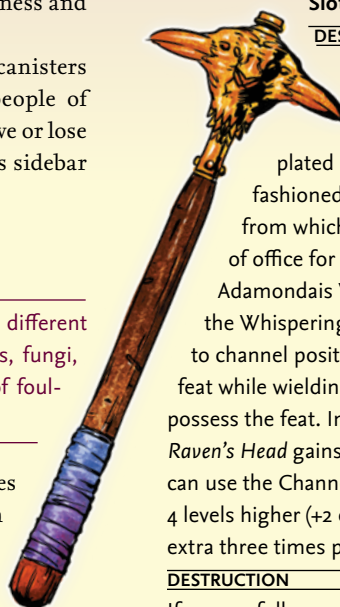 ness and
canisters
people of
ve or lose
s sidebar
different
s, fungi,
of foul-
es
n
Slot
DES
plated
fashioned
from which
of office for
Adamondais V
the Whispering
to channel posit
feat while wieldin
possess the feat. In
Raven's Head gains
can use the Chann
4 levels higher (+2
extra three times p
DESTRUCTION